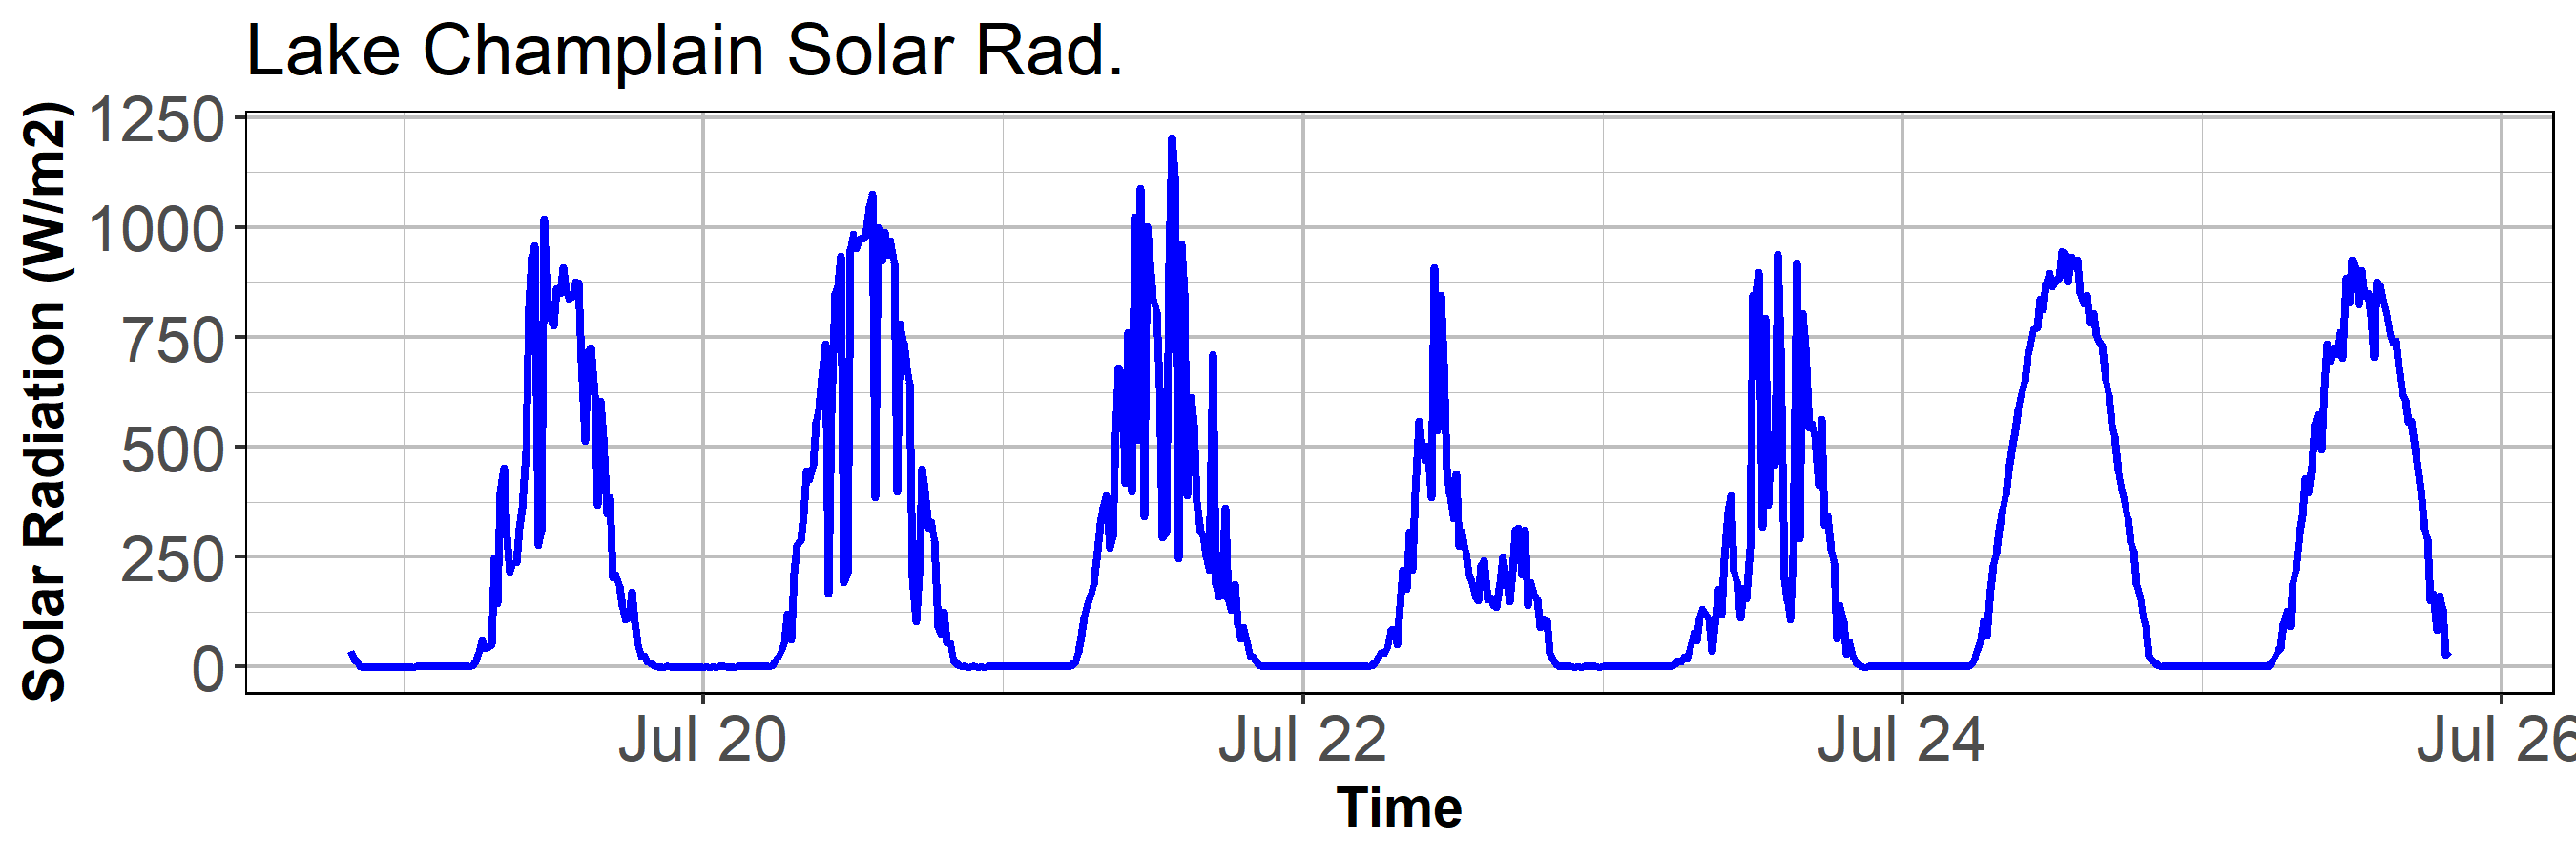 Lake Champlain Solar Rad.
Solar Radiation (W/m2)
1250
1000
750
500
250
0
Jul 20
Jul 22
Jul 24
Jul 26
Time